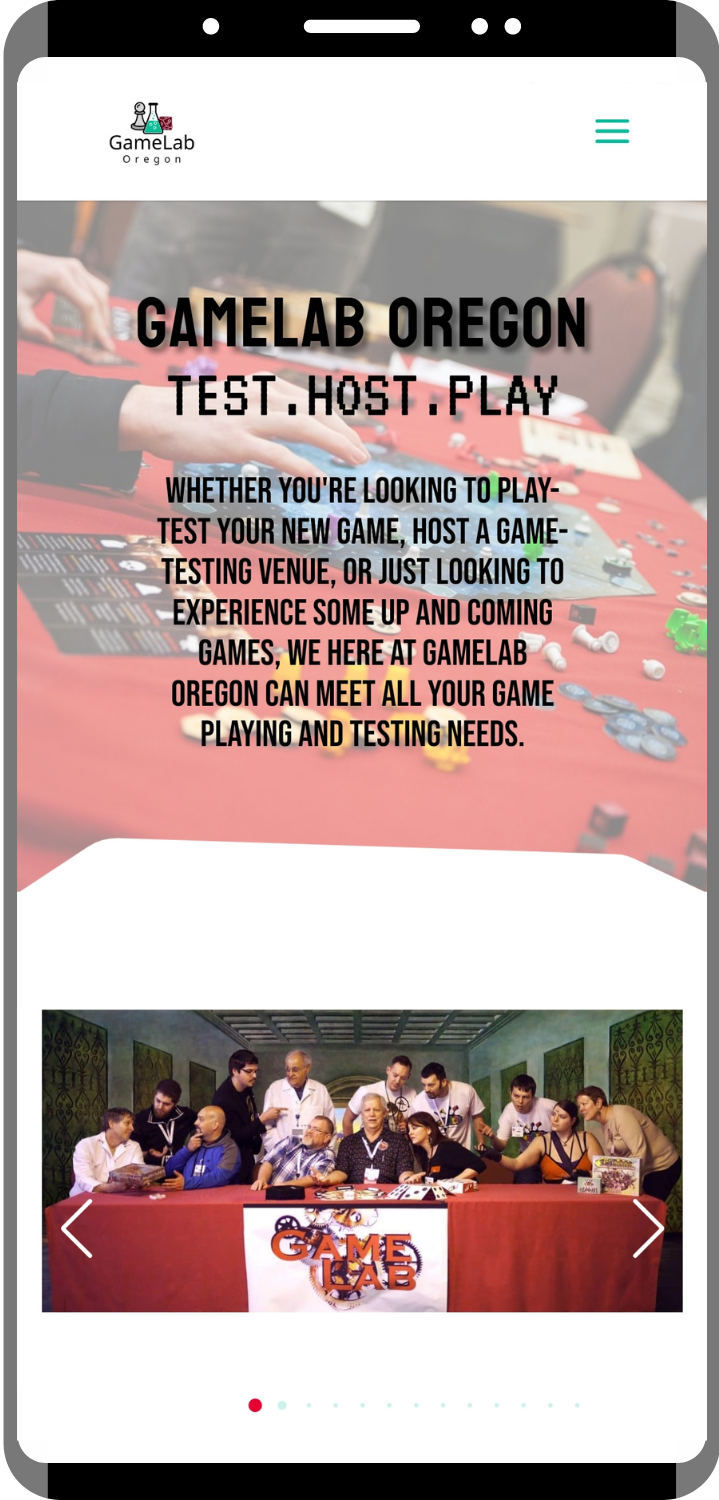 GameLab
Oregon
GAMELAB OREGON
TEST.HOST.PLAY
WHETHER YOU'RE LOOKING TO PLAY-
TEST YOUR NEW GAME, HOST A GAME-
TESTING VENUE, OR JUST LOOKING TO
EXPERIENCE SOME UP AND COMING
GAMES, WE HERE AT GAMELAB
OREGON CAN MEET ALL YOUR GAME
PLAYING AND TESTING NEEDS.
GAME
LAB